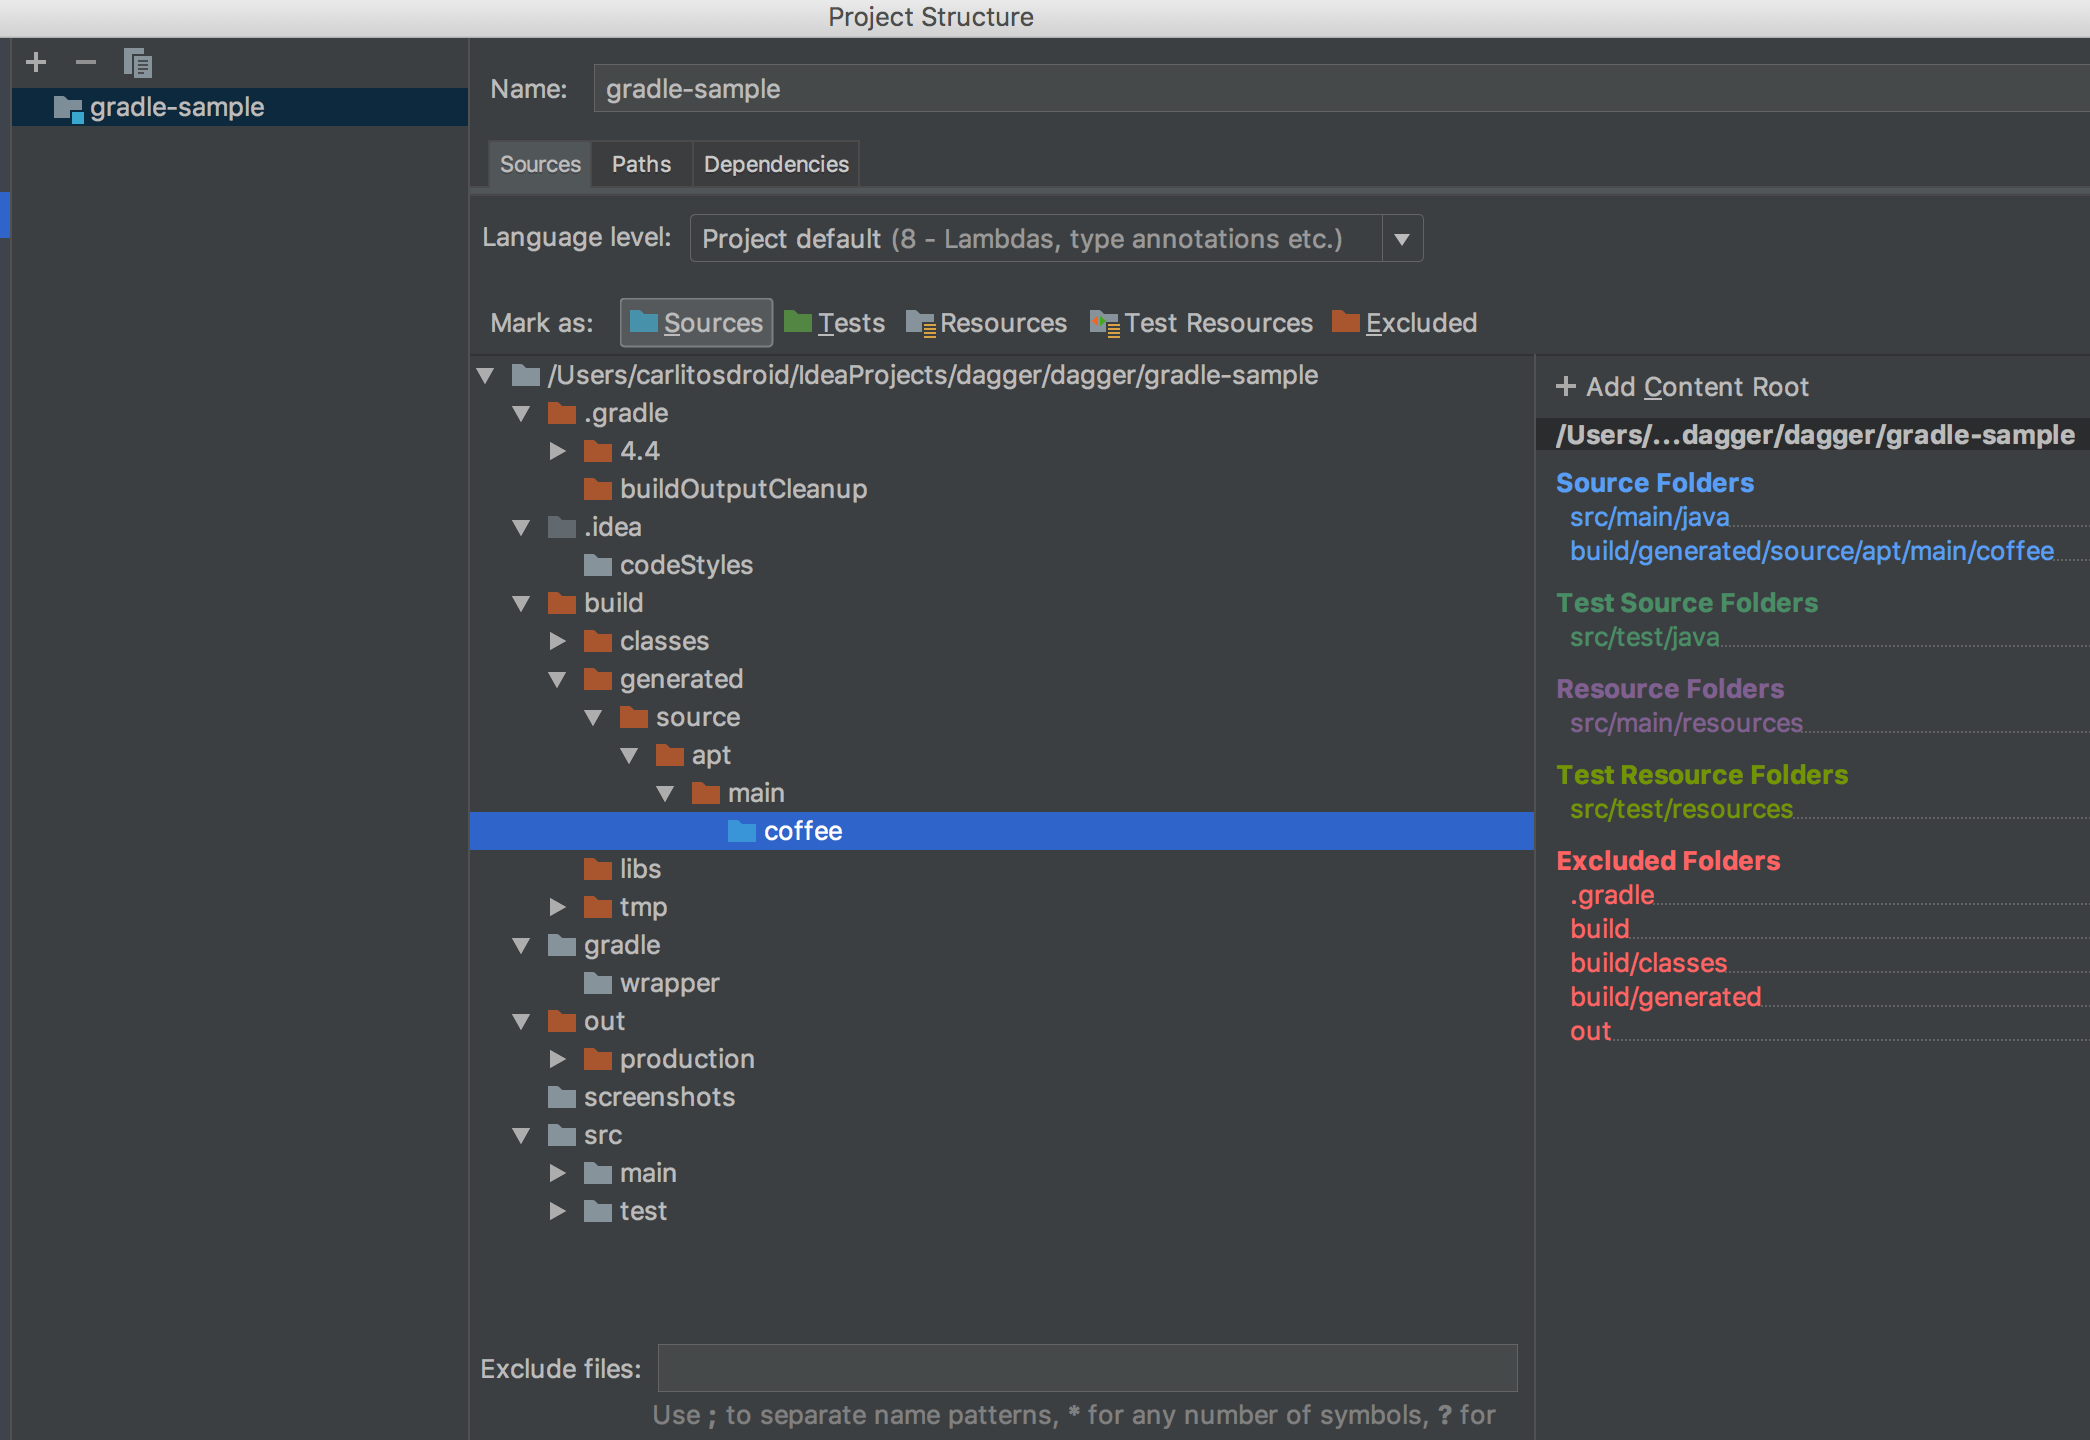 Project Structure
gradle-sample
Name: gradle-sample
Sources Paths Dependencies
Language level: Project default (8 - Lambdas, type annotations etc.)
Mark as: Sources Tests Resources Test Resources Excluded
/Users/carlitosdroid/IdeaProjects/dagger/dagger/gradle-sample
.gradle
4.4
buildOutputCleanup
.idea
codeStyles
build
classes
generated
source
apt
main
coffee
libs
tmp
gradle
wrapper
out
production
screenshots
src
main
test
Exclude files:
Use ; to separate name patterns, * for any number of symbols, ? for
+ Add Content Root
/Users/...dagger/dagger/gradle-sample
Source Folders
src/main/java
build/generated/source/apt/main/coffee
Test Source Folders
src/test/java
Resource Folders
src/main/resources
Test Resource Folders
src/test/resources
Excluded Folders
.gradle
build
build/classes
build/generated
out